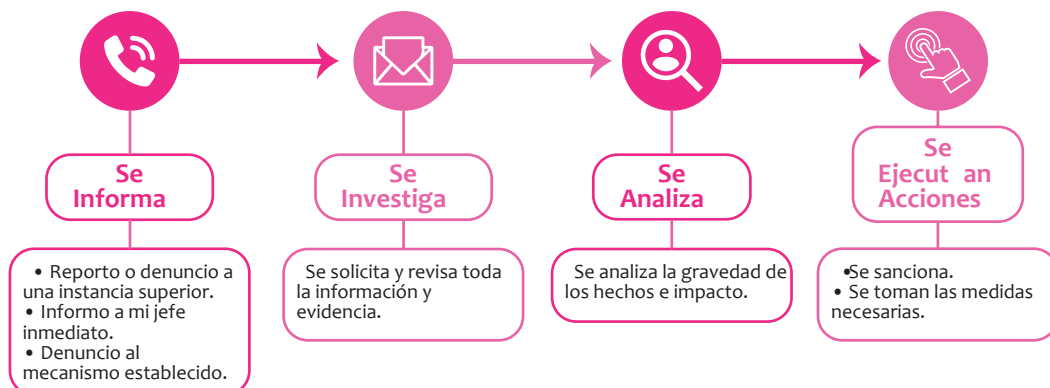 Se
Informa
Se
Investiga
Se
Analiza
Se
Ejecut an
Acciones
• Reporto o denuncio a
una instancia superior.
• Informo a mi jefe
inmediato.
• Denuncio al
mecanismo establecido.
Se solicita y revisa toda
la información y
evidencia.
Se analiza la gravedad de
los hechos e impacto.
•Se sanciona.
• Se toman las medidas
necesarias.